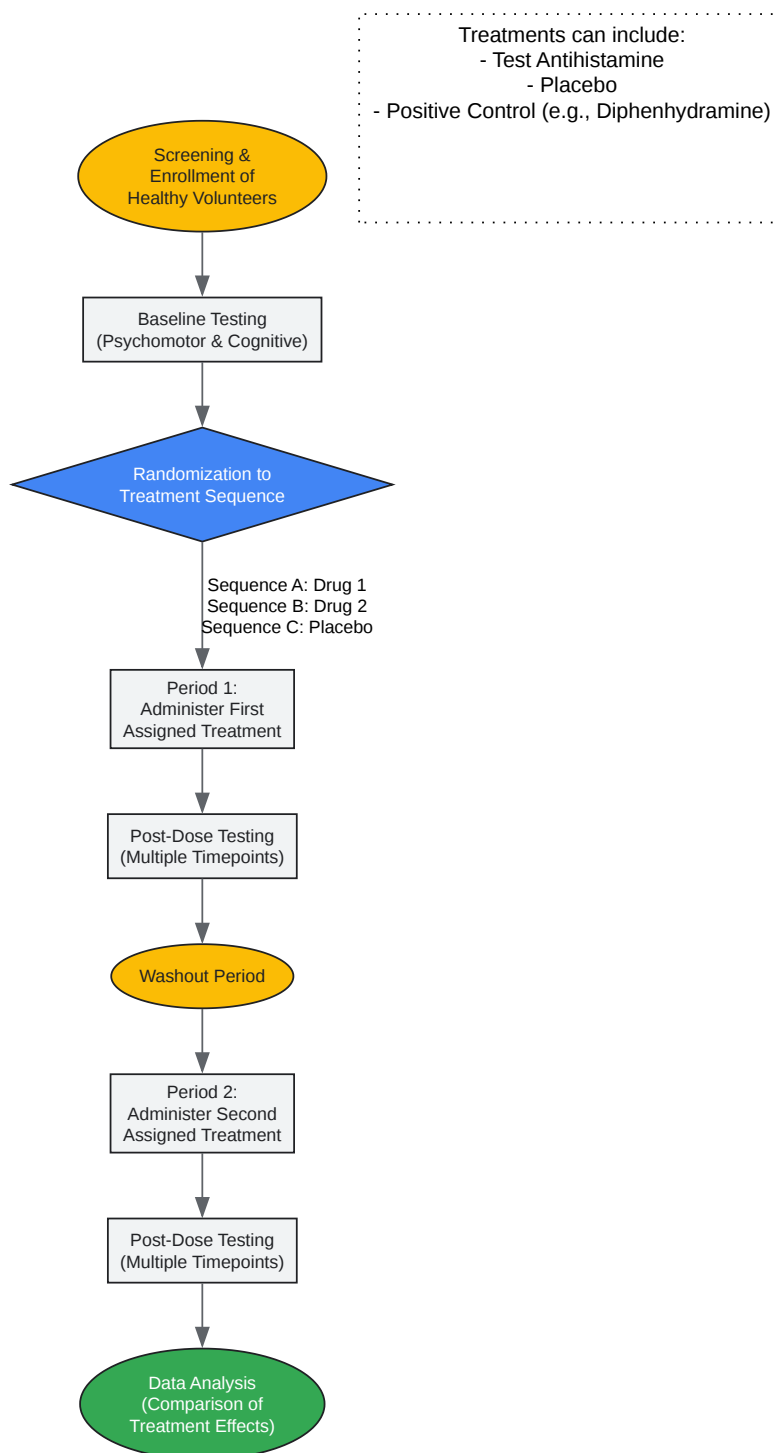 Treatments can include:
- Test Antihistamine
- Placebo
- Positive Control (e.g., Diphenhydramine)
Screening &
Enrollment of
Healthy Volunteers
Baseline Testing
(Psychomotor & Cognitive)
Randomization to
Treatment Sequence
Sequence A: Drug 1
Sequence B: Drug 2
Sequence C: Placebo
Period 1:
Administer First
Assigned Treatment
Post-Dose Testing
(Multiple Timepoints)
Washout Period
Period 2:
Administer Second
Assigned Treatment
Post-Dose Testing
(Multiple Timepoints)
Data Analysis
(Comparison of
Treatment Effects)